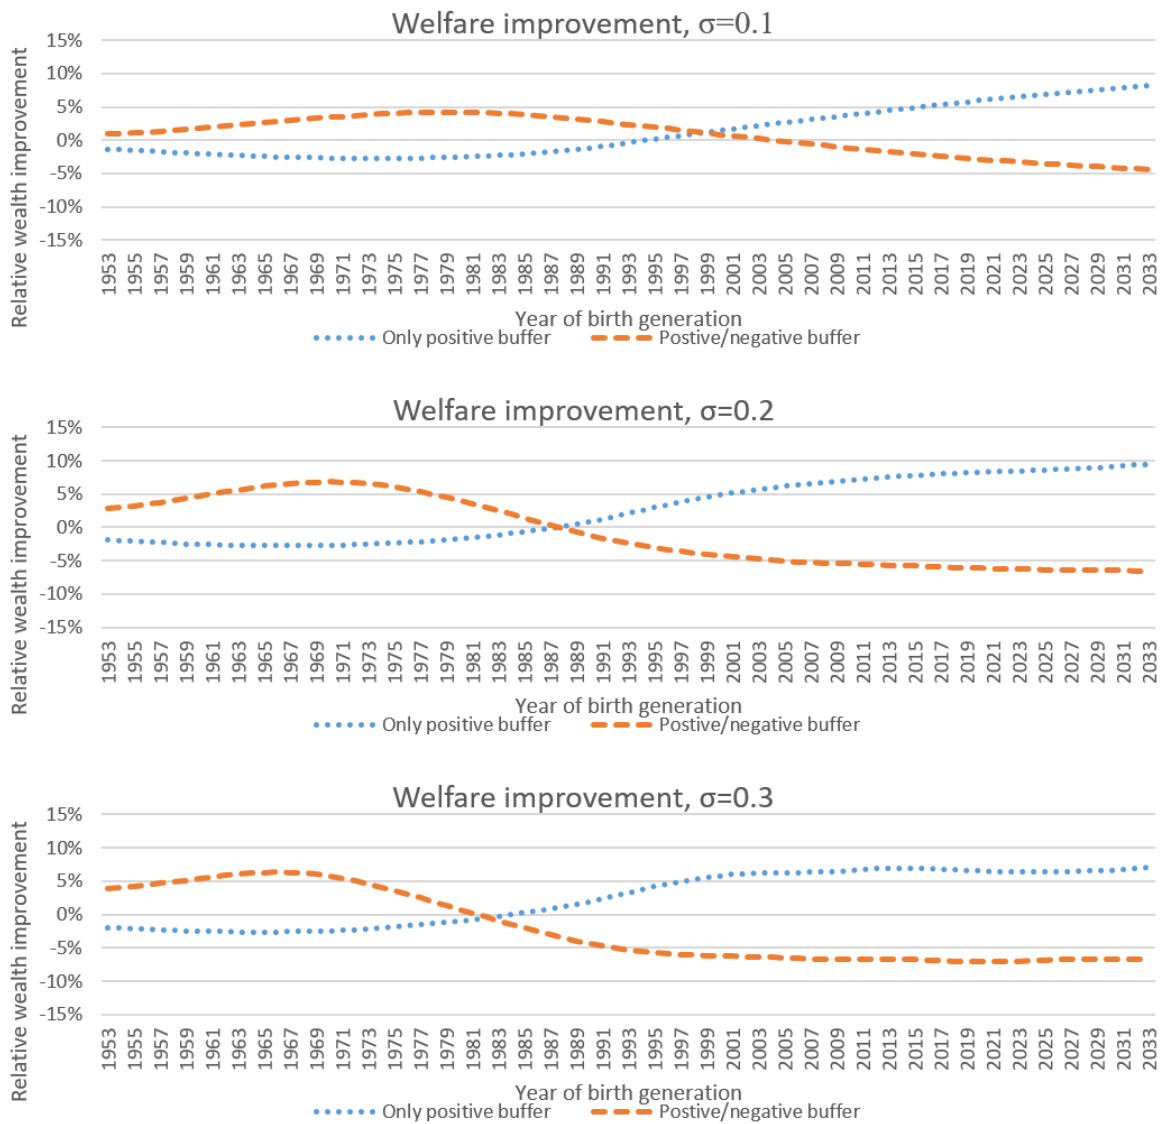 Welfare improvement, σ=0.1
Relative wealth improvement
15%
10%
5%
0%
-5%
-10%
-15%
1953 1955 1957 1959 1961 1963 1965 1967 1969 1971 1973 1975 1977 1979 1981 1983 1985 1987 1989 1991 1993 1995 1997 1999 2001 2003 2005 2007 2009 2011 2013 2015 2017 2019 2021 2023 2025 2027 2029 2031 2033
Year of birth generation
Only positive buffer Postive/negative buffer
Welfare improvement, σ=0.2
Relative wealth improvement
15%
10%
5%
0%
-5%
-10%
-15%
1953 1955 1957 1959 1961 1963 1965 1967 1969 1971 1973 1975 1977 1979 1981 1983 1985 1987 1989 1991 1993 1995 1997 1999 2001 2003 2005 2007 2009 2011 2013 2015 2017 2019 2021 2023 2025 2027 2029 2031 2033
Year of birth generation
Only positive buffer Postive/negative buffer
Welfare improvement, σ=0.3
Relative wealth improvement
15%
10%
5%
0%
-5%
-10%
-15%
1953 1955 1957 1959 1961 1963 1965 1967 1969 1971 1973 1975 1977 1979 1981 1983 1985 1987 1989 1991 1993 1995 1997 1999 2001 2003 2005 2007 2009 2011 2013 2015 2017 2019 2021 2023 2025 2027 2029 2031 2033
Year of birth generation
Only positive buffer Postive/negative buffer